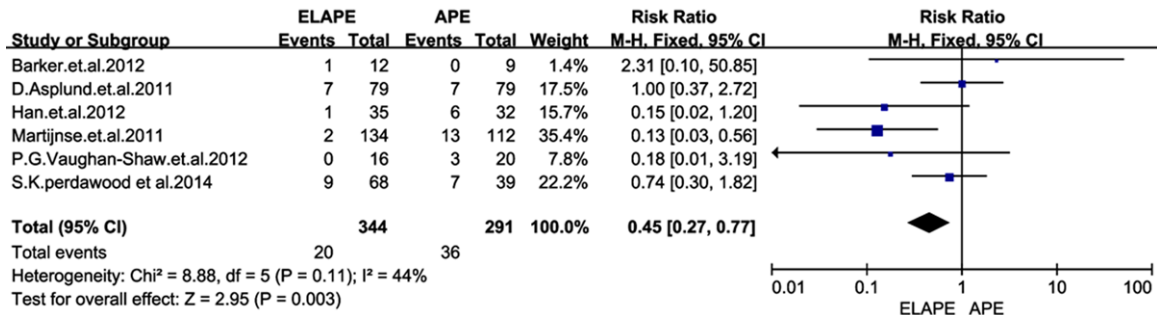 ELAPE APE Risk Ratio Risk Ratio
Study or Subgroup Events Total Events Total Weight M-H, Fixed, 95% CI M-H, Fixed, 95% CI
Barker.et.al.2012 1 12 0 9 1.4% 2.31 [0.10, 50.85]
D.Asplund.et.al.2011 7 79 7 79 17.5% 1.00 [0.37, 2.72]
Han.et.al.2012 1 35 6 32 15.7% 0.15 [0.02, 1.20]
Martijnse.et.al.2011 2 134 13 112 35.4% 0.13 [0.03, 0.56]
P.G.Vaughan-Shaw.et.al.2012 0 16 3 20 7.8% 0.18 [0.01, 3.19]
S.K.perdawood et al.2014 9 68 7 39 22.2% 0.74 [0.30, 1.82]
Total (95% CI) 344 291 100.0% 0.45 [0.27, 0.77]
Total events 20 36
Heterogeneity: Chi² = 8.88, df = 5 (P = 0.11); I² = 44%
Test for overall effect: Z = 2.95 (P = 0.003)
0.01 0.1 1 10 100
ELAPE APE